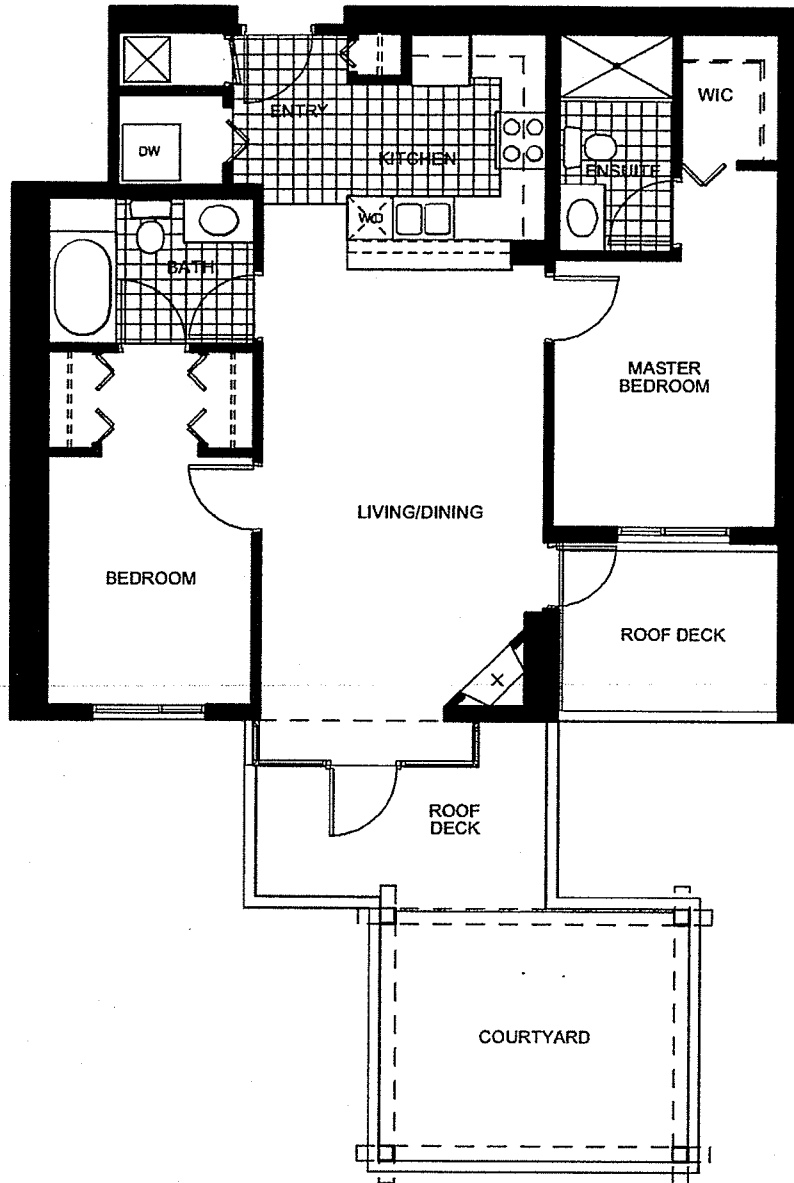 WIC
ENTRY
DW
KITCHEN
ENSUITE
WD
BATH
MASTER
BEDROOM
LIVING/DINING
BEDROOM
ROOF DECK
ROOF
DECK
COURTYARD